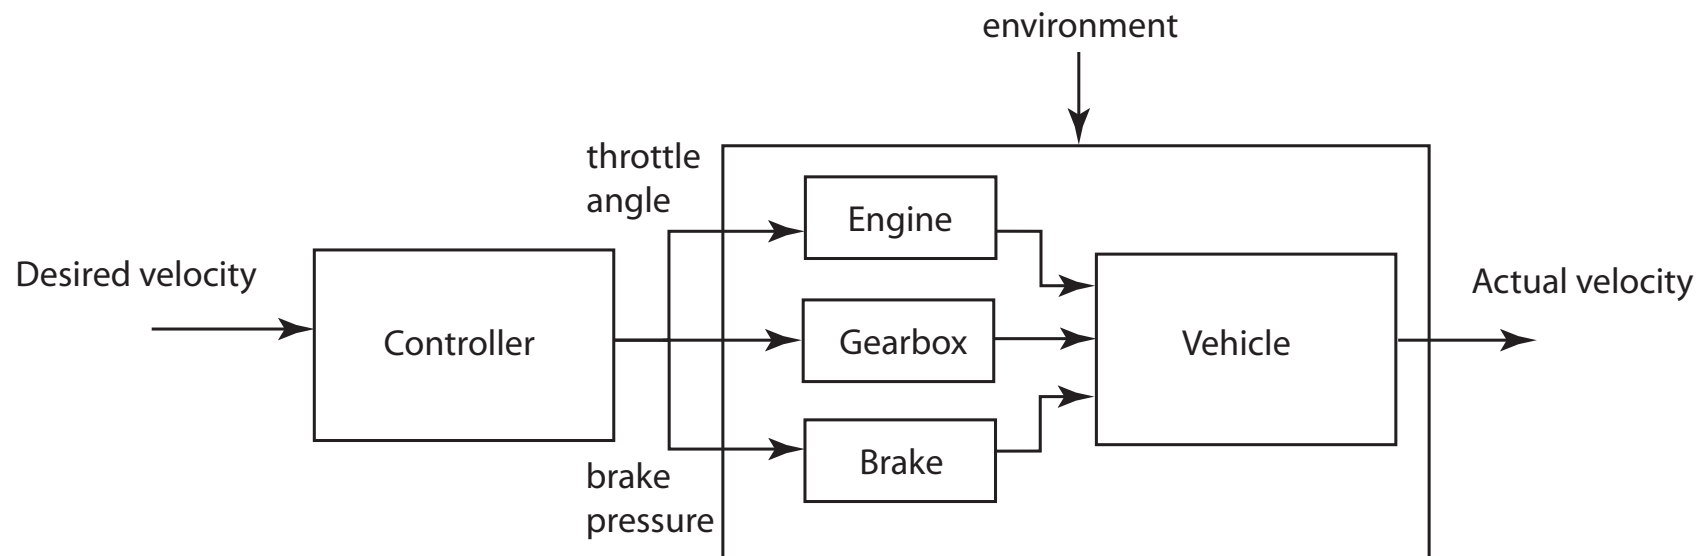 environment
throttle
angle
Engine
Desired velocity
Actual velocity
Controller
Gearbox
Vehicle
Brake
brake
pressure